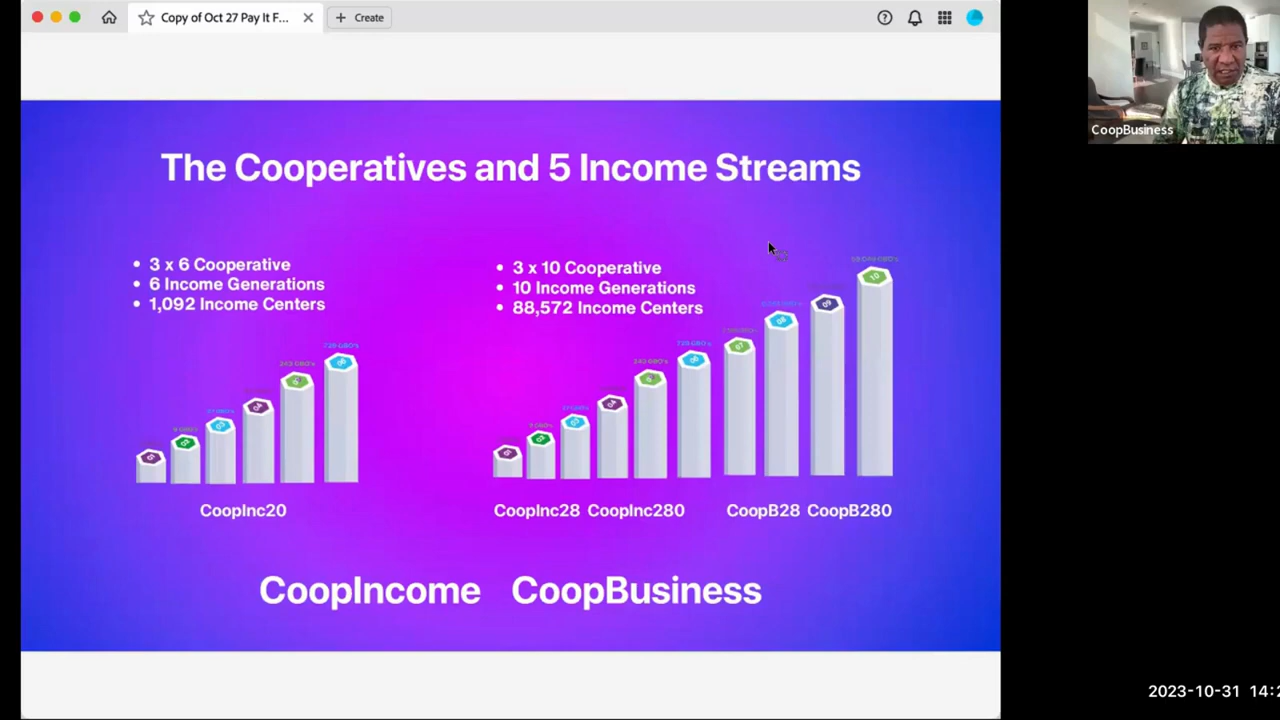 Copy of Oct 27 Pay It F...
Create
CoopBusiness
The Cooperatives and 5 Income Streams
• 3 x 6 Cooperative
• 6 Income Generations
• 1,092 Income Centers
• 3 x 10 Cooperative
• 10 Income Generations
• 88,572 Income Centers
CoopInc20
CoopInc28 CoopInc280 CoopB28 CoopB280
CoopIncome CoopBusiness
2023-10-31 14:2